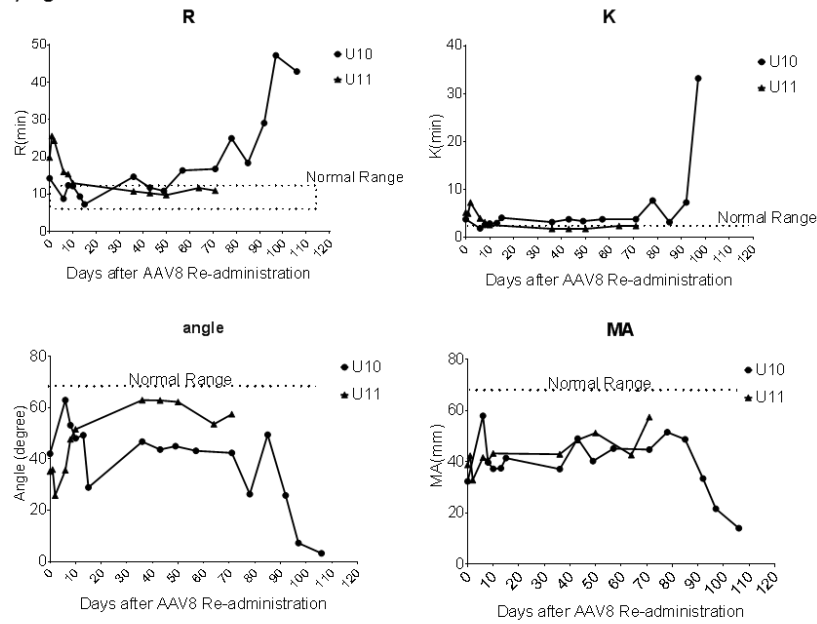 R
R(min)
50
40
30
20
10
0
U10
U11
Normal Range
0 10 20 30 40 50 60 70 80 90 100 110 120
Days after AAV8 Re-administration
K
K(min)
40
30
20
10
0
U10
U11
Normal Range
0 10 20 30 40 50 60 70 80 90 100 110 120
Days after AAV8 Re-administration
angle
Angle (degree)
80
60
40
20
0
U10
U11
Normal Range
0 10 20 30 40 50 60 70 80 90 100 110 120
Days after AAV8 Re-administration
MA
MA(mm)
80
60
40
20
0
U10
U11
Normal Range
0 10 20 30 40 50 60 70 80 90 100 110 120
Days after AAV8 Re-administration